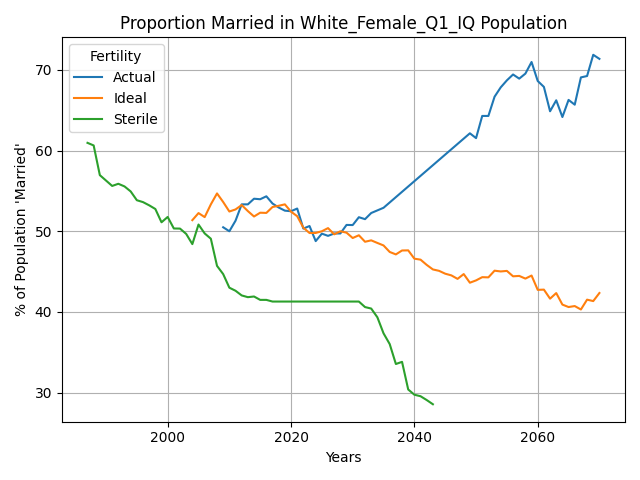 Proportion Married in White_Female_Q1_IQ Population
Fertility
Actual
Ideal
Sterile
% of Population 'Married'
70
60
50
40
30
2000
2020
2040
2060
Years